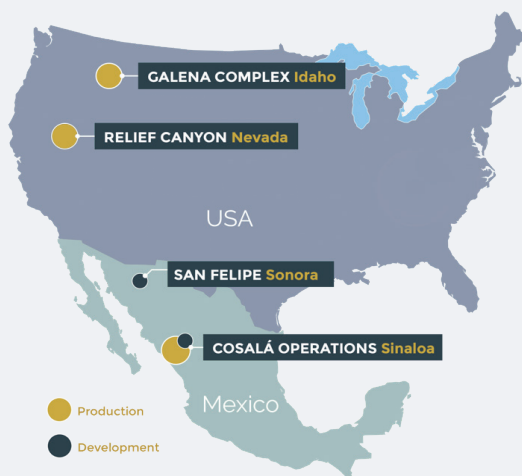 GALENA COMPLEX Idaho
RELIEF CANYON Nevada
USA
SAN FELIPE Sonora
COSALÁ OPERATIONS Sinaloa
Mexico
Production
Development